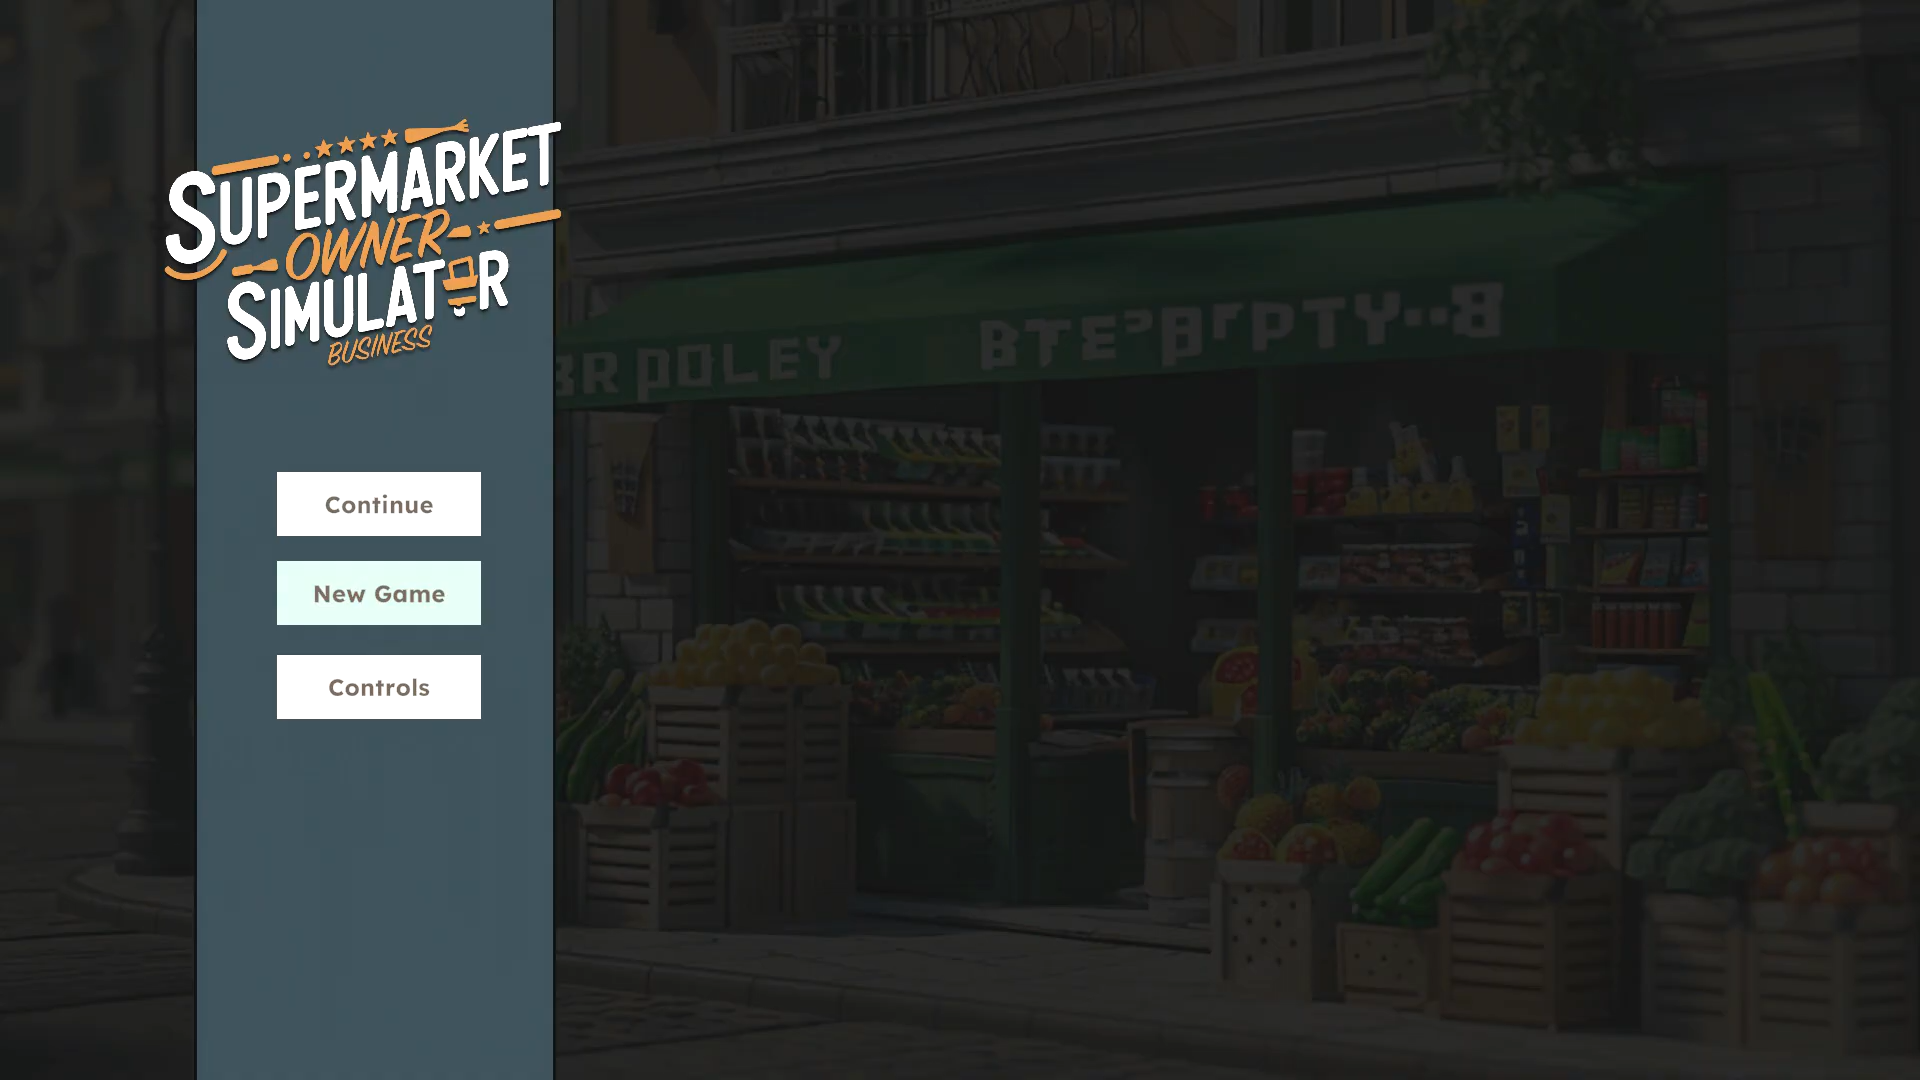 SUPERMARKET
OWNER
SIMULATOR
BUSINESS
Continue
New Game
Controls